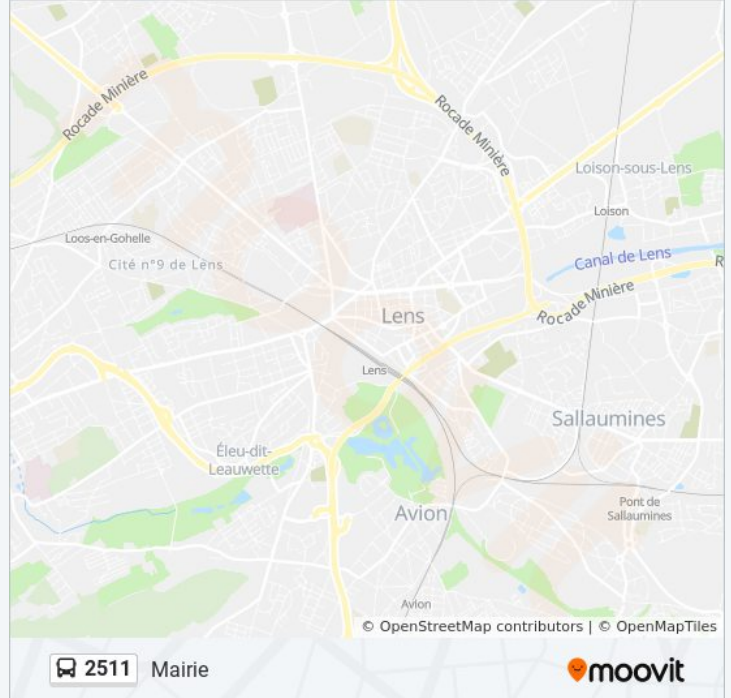 Rocade Minière
Rocade Minière
Loison-sous-Lens
Loison
Loos-en-Gohelle
Canal de Lens
R
Cité n°9 de Lens
Rocade Minière
Lens
Lens
Sallaumines
Éleu-dit-
Leauwette
Pont de
Sallaumines
Avion
Avion
© OpenStreetMap contributors | © OpenMapTiles
2511 Mairie
moovit